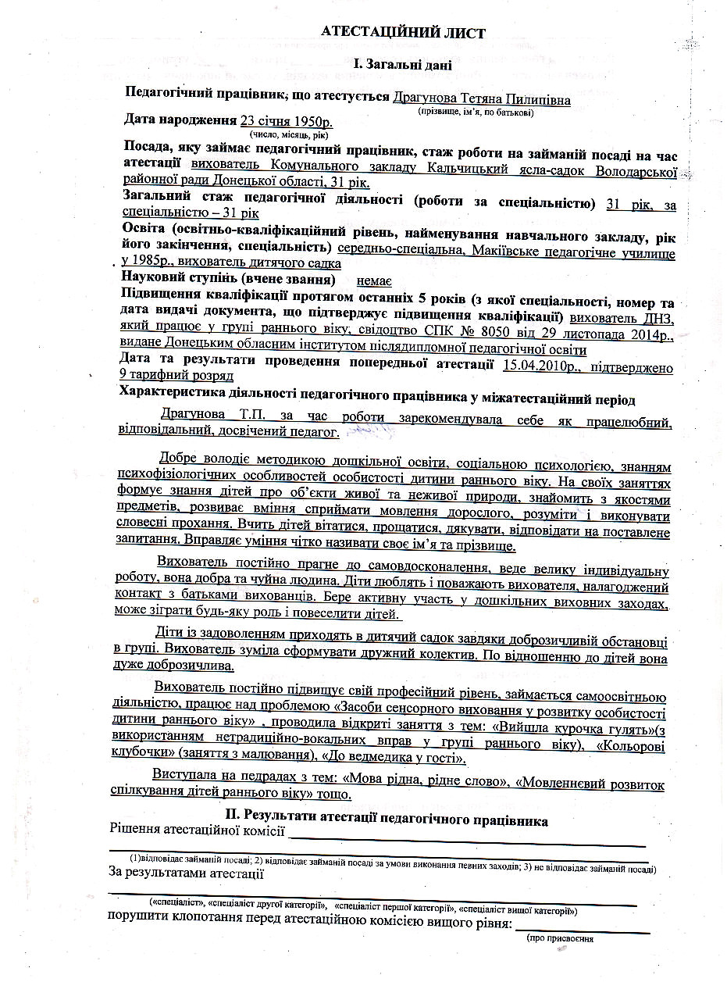 АТЕСТАЦІЙНИЙ ЛИСТ
І. Загальні дані
Педагогічний працівник, що атестується Драгунова Тетяна Пилипівна
(прізвище, ім’я, по батькові)
Дата народження 23 січня 1950р.
(число, місяць, рік)
Посада, яку займає педагогічний працівник, стаж роботи на займаній посаді на час
атестації вихователь Комунального закладу Кальчицький ясла-садок Володарської
районної ради Донецької області, 31 рік.
Загальний стаж педагогічної діяльності (роботи за спеціальністю) 31 рік, за
спеціальністю – 31 рік
Освіта (освітньо-кваліфікаційний рівень, найменування навчального закладу, рік
його закінчення, спеціальність) середньо-спеціальна, Макіївське педагогічне училище
у 1985р., вихователь дитячого садка
Науковий ступінь (вчене звання) немає
Підвищення кваліфікації протягом останніх 5 років (з якої спеціальності, номер та
дата видачі документа, що підтверджує підвищення кваліфікації) вихователь ДНЗ,
який працює у групі раннього віку, свідоцтво СПК № 8050 від 29 листопада 2014р.,
видане Донецьким обласним інститутом післядипломної педагогічної освіти
Дата та результати проведення попередньої атестації 15.04.2010р., підтверджено
9 тарифний розряд
Характеристика діяльності педагогічного працівника у міжатестаційний період
Драгунова Т.П. за час роботи зарекомендувала себе як працелюбний,
відповідальний, досвічений педагог.
Добре володіє методикою дошкільної освіти, соціальною психологією, знанням
психофізіологічних особливостей особистості дитини раннього віку. На своїх заняттях
формує знання дітей про об’єкти живої та неживої природи, знайомить з якостями
предметів, розвиває вміння сприймати мовлення дорослого, розуміти і виконувати
словесні прохання. Вчить дітей вітатися, прощатися, дякувати, відповідати на поставлене
запитання. Вправляє уміння чітко називати своє ім’я та прізвище.
Вихователь постійно прагне до самовдосконалення, веде велику індивідуальну
роботу, вона добра та чуйна людина. Діти люблять і поважають вихователя, налагоджений
контакт з батьками вихованців. Бере активну участь у дошкільних виховних заходах,
може зіграти будь-яку роль і повеселити дітей.
Діти із задоволенням приходять в дитячий садок завдяки доброзичливій обстановці
в групі. Вихователь зуміла сформувати дружний колектив. По відношенню до дітей вона
дуже доброзичлива.
Вихователь постійно підвищує свій професійний рівень, займається самоосвітньою
діяльністю, працює над проблемою «Засоби сенсорного виховання у розвитку особистості
дитини раннього віку» . проводила відкриті заняття з тем: «Вийшла курочка гулять»(з
використанням нетрадиційно-вокальних вправ у групі раннього віку), «Кольорові
клубочки» (заняття з малювання), «До ведмедика у гості».
Виступала на педрадах з тем: «Мова рідна, рідне слово», «Мовленнєвий розвиток
спілкування дітей раннього віку» тощо.
ІІ. Результати атестації педагогічного працівника
Рішення атестаційної комісії
(1)відповідає займаній посаді; 2) відповідає займаній посаді за умови виконання певних заходів; 3) не відповідає займаній посаді)
За результатами атестації
(«спеціаліст», «спеціаліст другої категорії», «спеціаліст першої категорії», «спеціаліст вищої категорії»)
порушити клопотання перед атестаційною комісією вищого рівня:
(про присвоєння